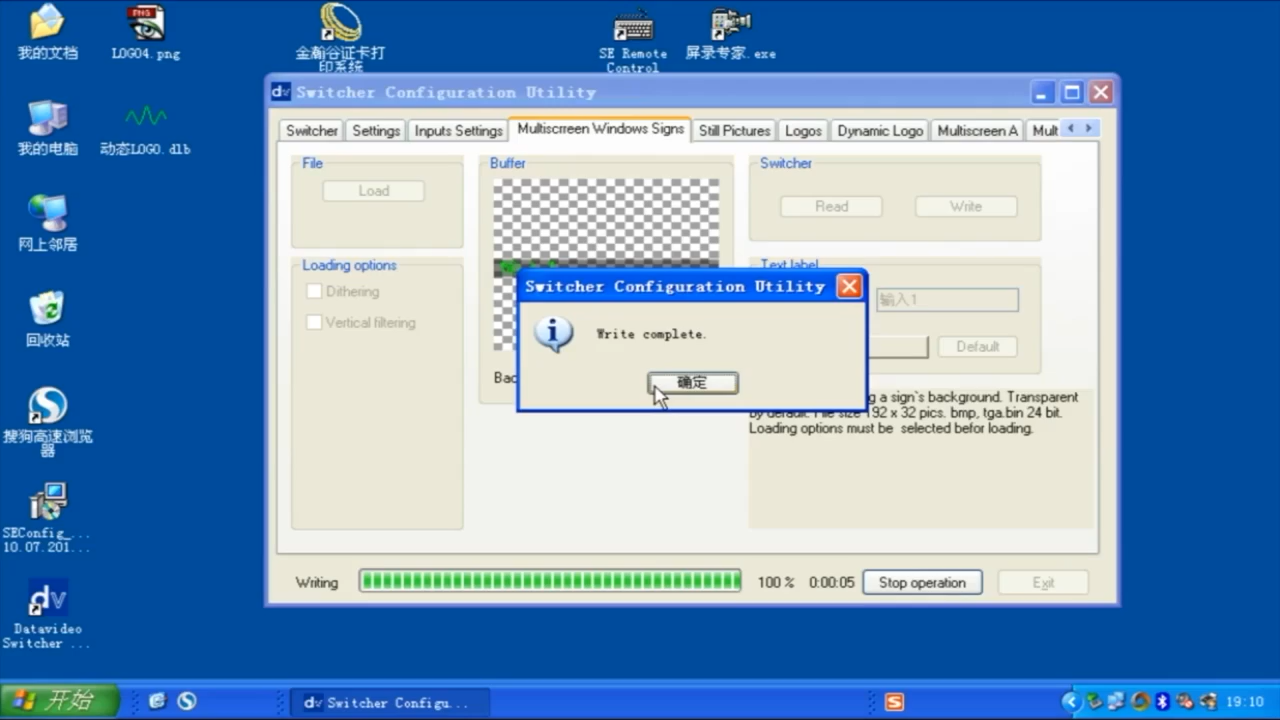 我的文档
LOGO4.png
金瀚谷证卡打
印系统
SE Remote
Control
屏录专家.exe
我的电脑
动态LOGO.dlb
网上邻居
回收站
搜狗高速浏览
器
SEConfig_...
10.07.201...
Datavideo
Switcher ...
dv Switcher Configuration Utility
Switcher
Settings
Inputs Settings
Multiscrreen Windows Signs
Still Pictures
Logos
Dynamic Logo
Multiscreen A
Mult
File
Load
Buffer
Switcher
Read
Write
Loading options
Dithering
Vertical filtering
Text label
输入1
Default
Switcher Configuration Utility
Write complete.
确定
Bac
g a sign`s background. Transparent
by default. File size 192 x 32 pics. bmp, tga.bin 24 bit.
Loading options must be selected befor loading.
Writing
100 %
0:00:05
Stop operation
Exit
开始
dv Switcher Configu...
19:10